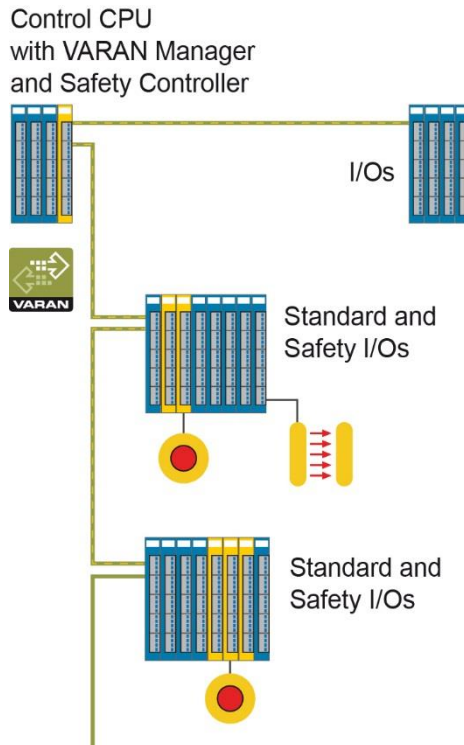 Control CPU
with VARAN Manager
and Safety Controller
I/Os
VARAN
Standard and
Safety I/Os
Standard and
Safety I/Os